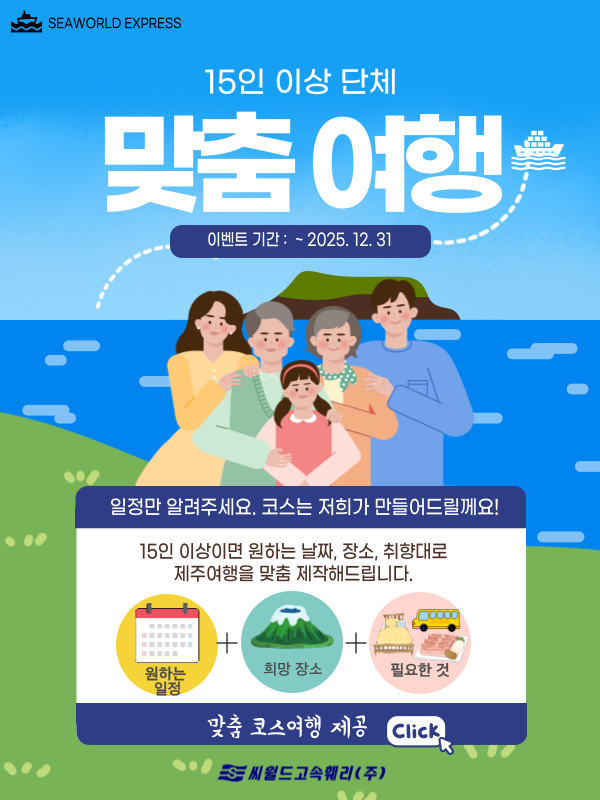 SEAWORLD EXPRESS
15인 이상 단체
맞춤 여행
이벤트 기간 : ~ 2025. 12. 31
일정만 알려주세요. 코스는 저희가 만들어드릴께요!
15인 이상이면 원하는 날짜, 장소, 취향대로
제주여행을 맞춤 제작해드립니다.
원하는
일정
+
희망 장소
+
필요한 것
맞춤 코스여행 제공
Click
씨월드고속훼리(주)